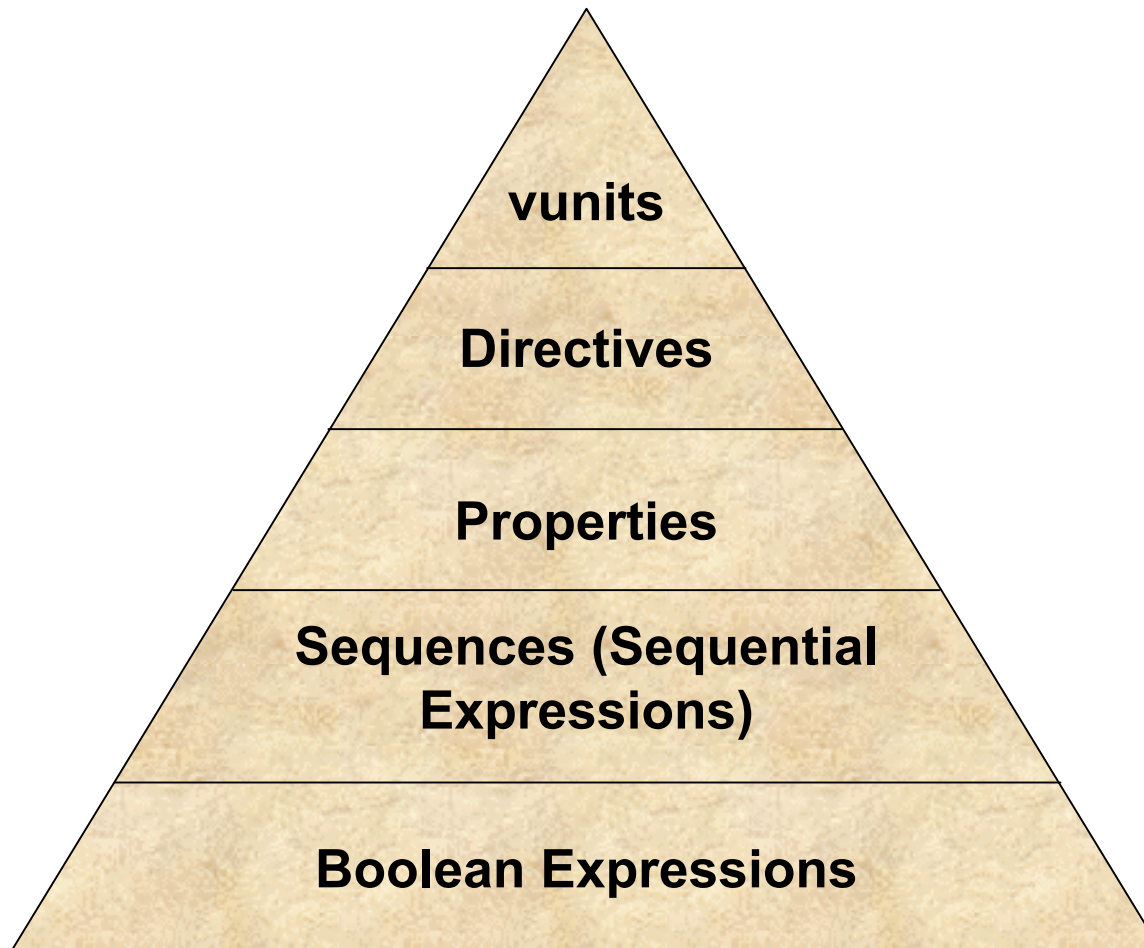 vunits
Directives
Properties
Sequences (Sequential
Expressions)
Boolean Expressions